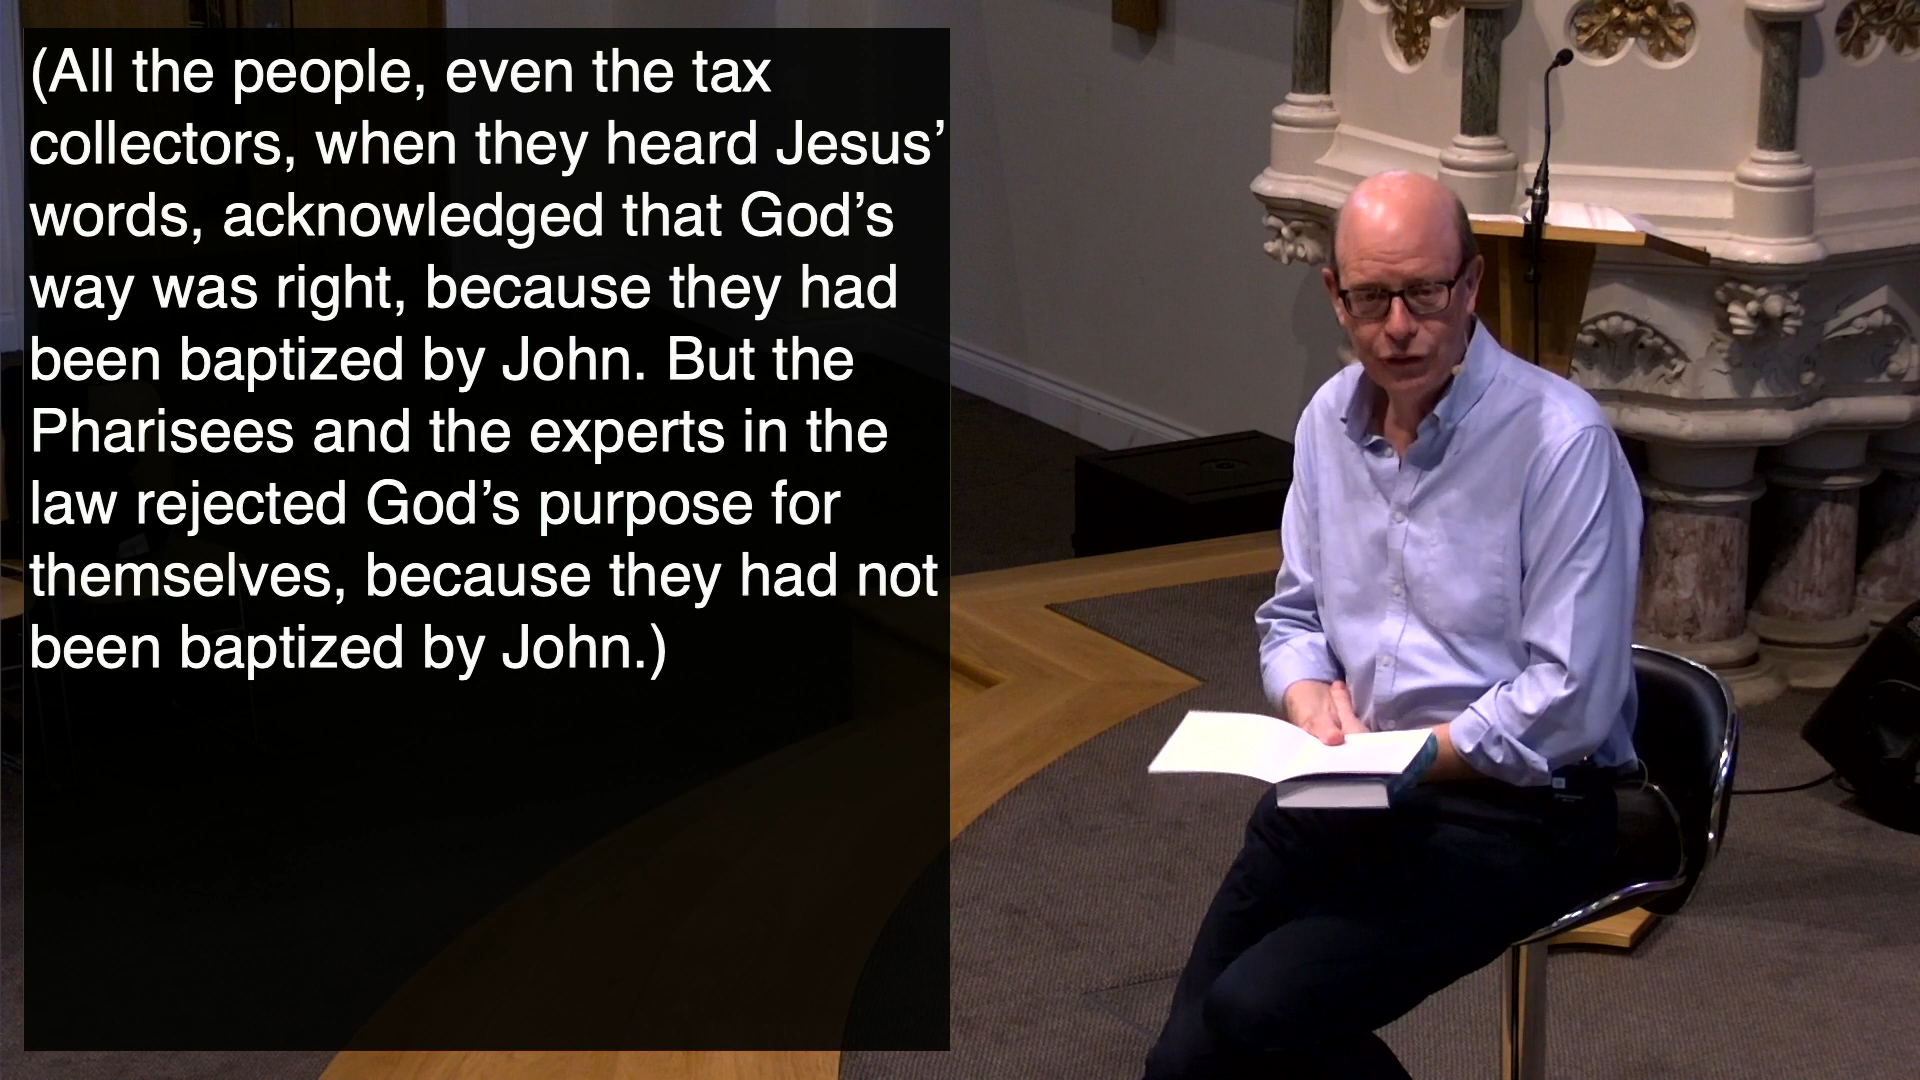 (All the people, even the tax
collectors, when they heard Jesus’
words, acknowledged that God’s
way was right, because they had
been baptized by John. But the
Pharisees and the experts in the
law rejected God’s purpose for
themselves, because they had not
been baptized by John.)